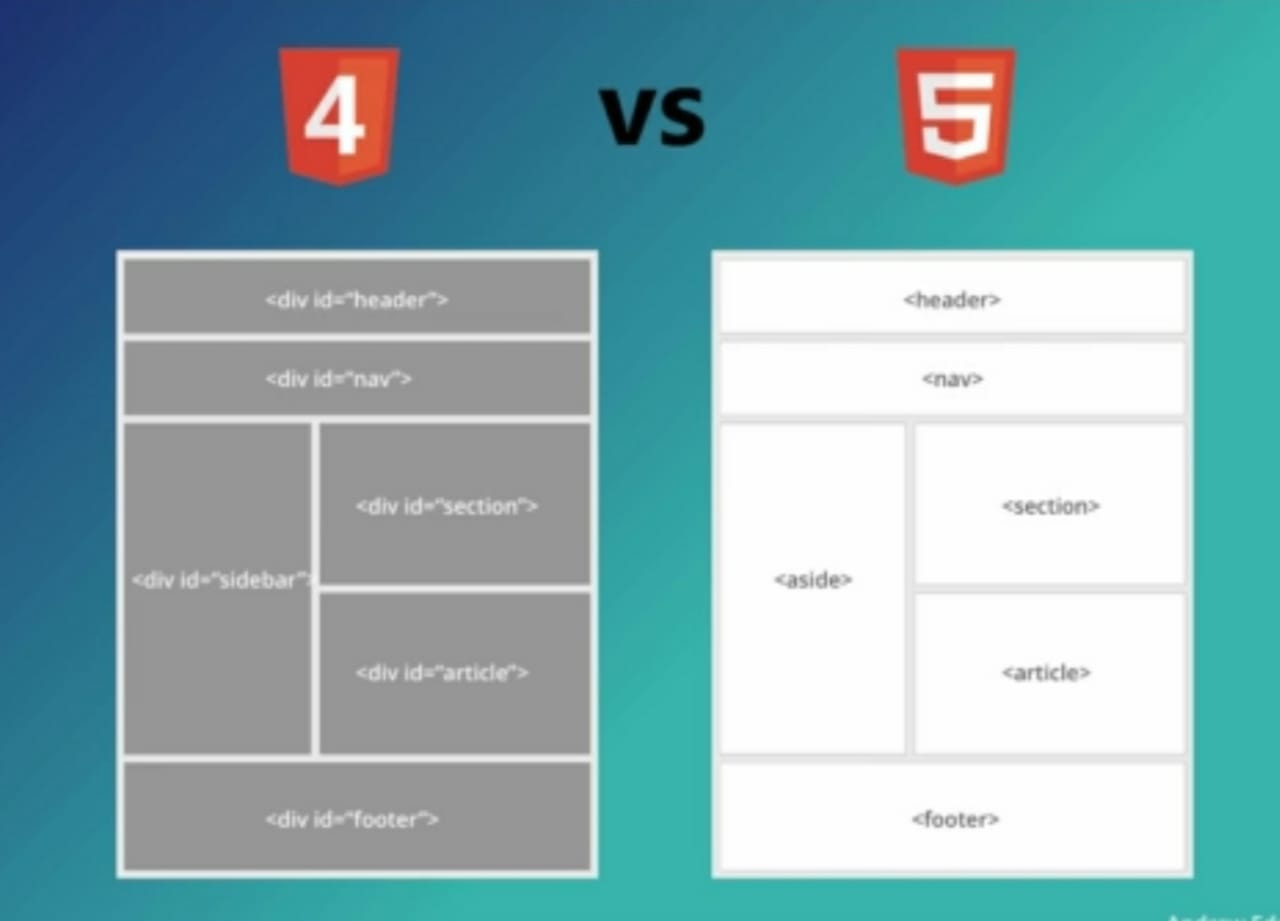 4 VS 5
<div id="header">
<div id="nav">
<div id="sidebar">
<div id="section">
<div id="article">
<div id="footer">
<header>
<nav>
<aside>
<section>
<article>
<footer>